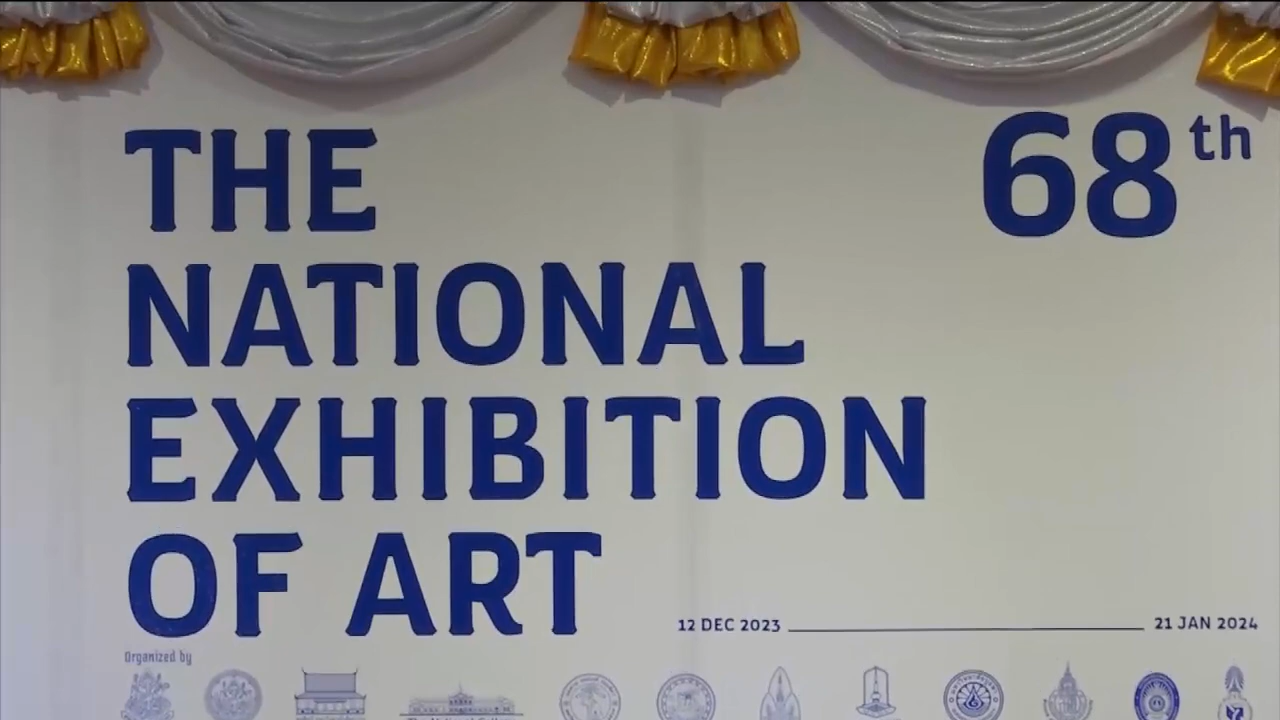 THE
68th
NATIONAL
EXHIBITION
OF ART
12 DEC 2023
21 JAN 2024
Organized by